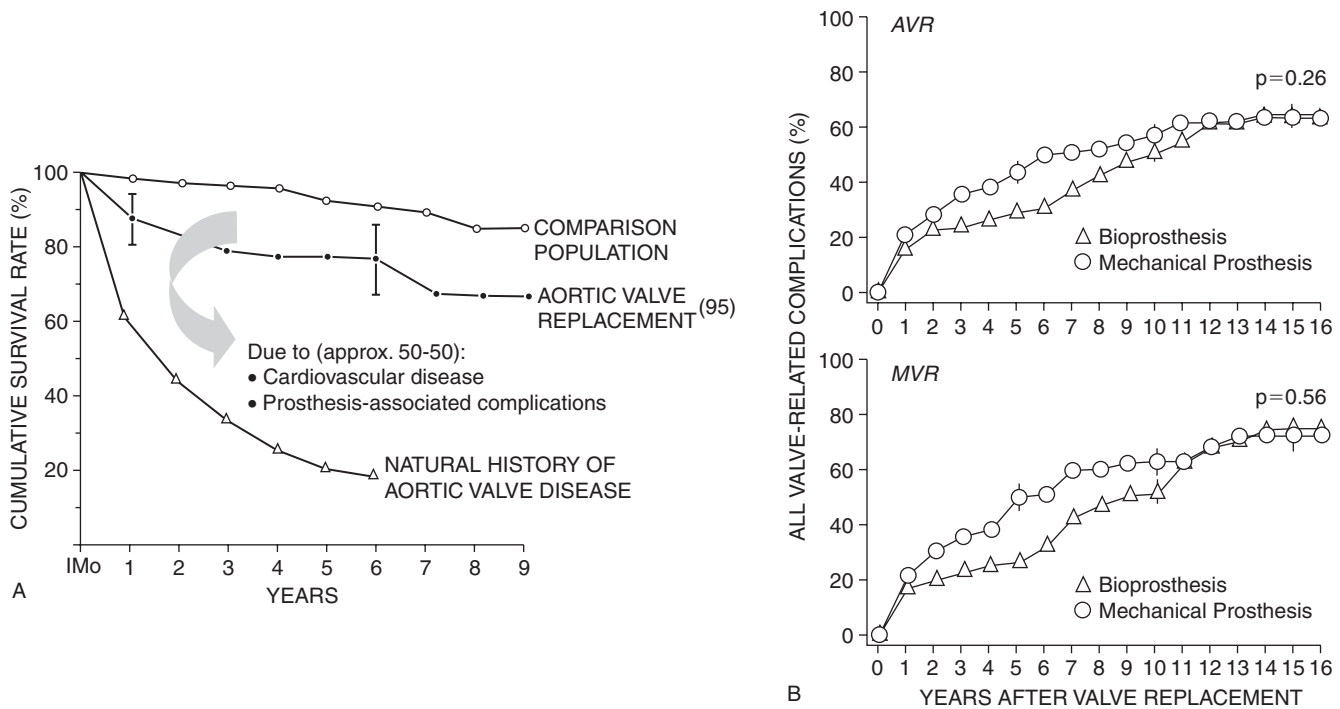 CUMULATIVE SURVIVAL RATE (%)
100
80
60
40
20
IMo 1 2 3 4 5 6 7 8 9
YEARS
COMPARISON
POPULATION
AORTIC VALVE
REPLACEMENT (95)
Due to (approx. 50-50):
• Cardiovascular disease
• Prosthesis-associated complications
NATURAL HISTORY OF
AORTIC VALVE DISEASE
A
ALL VALVE-RELATED COMPLICATIONS (%)
100
80
60
40
20
0
AVR
p=0.26
Bioprosthesis
Mechanical Prosthesis
0 1 2 3 4 5 6 7 8 9 10 11 12 13 14 15 16
100
80
60
40
20
0
MVR
p=0.56
Bioprosthesis
Mechanical Prosthesis
0 1 2 3 4 5 6 7 8 9 10 11 12 13 14 15 16
YEARS AFTER VALVE REPLACEMENT
B